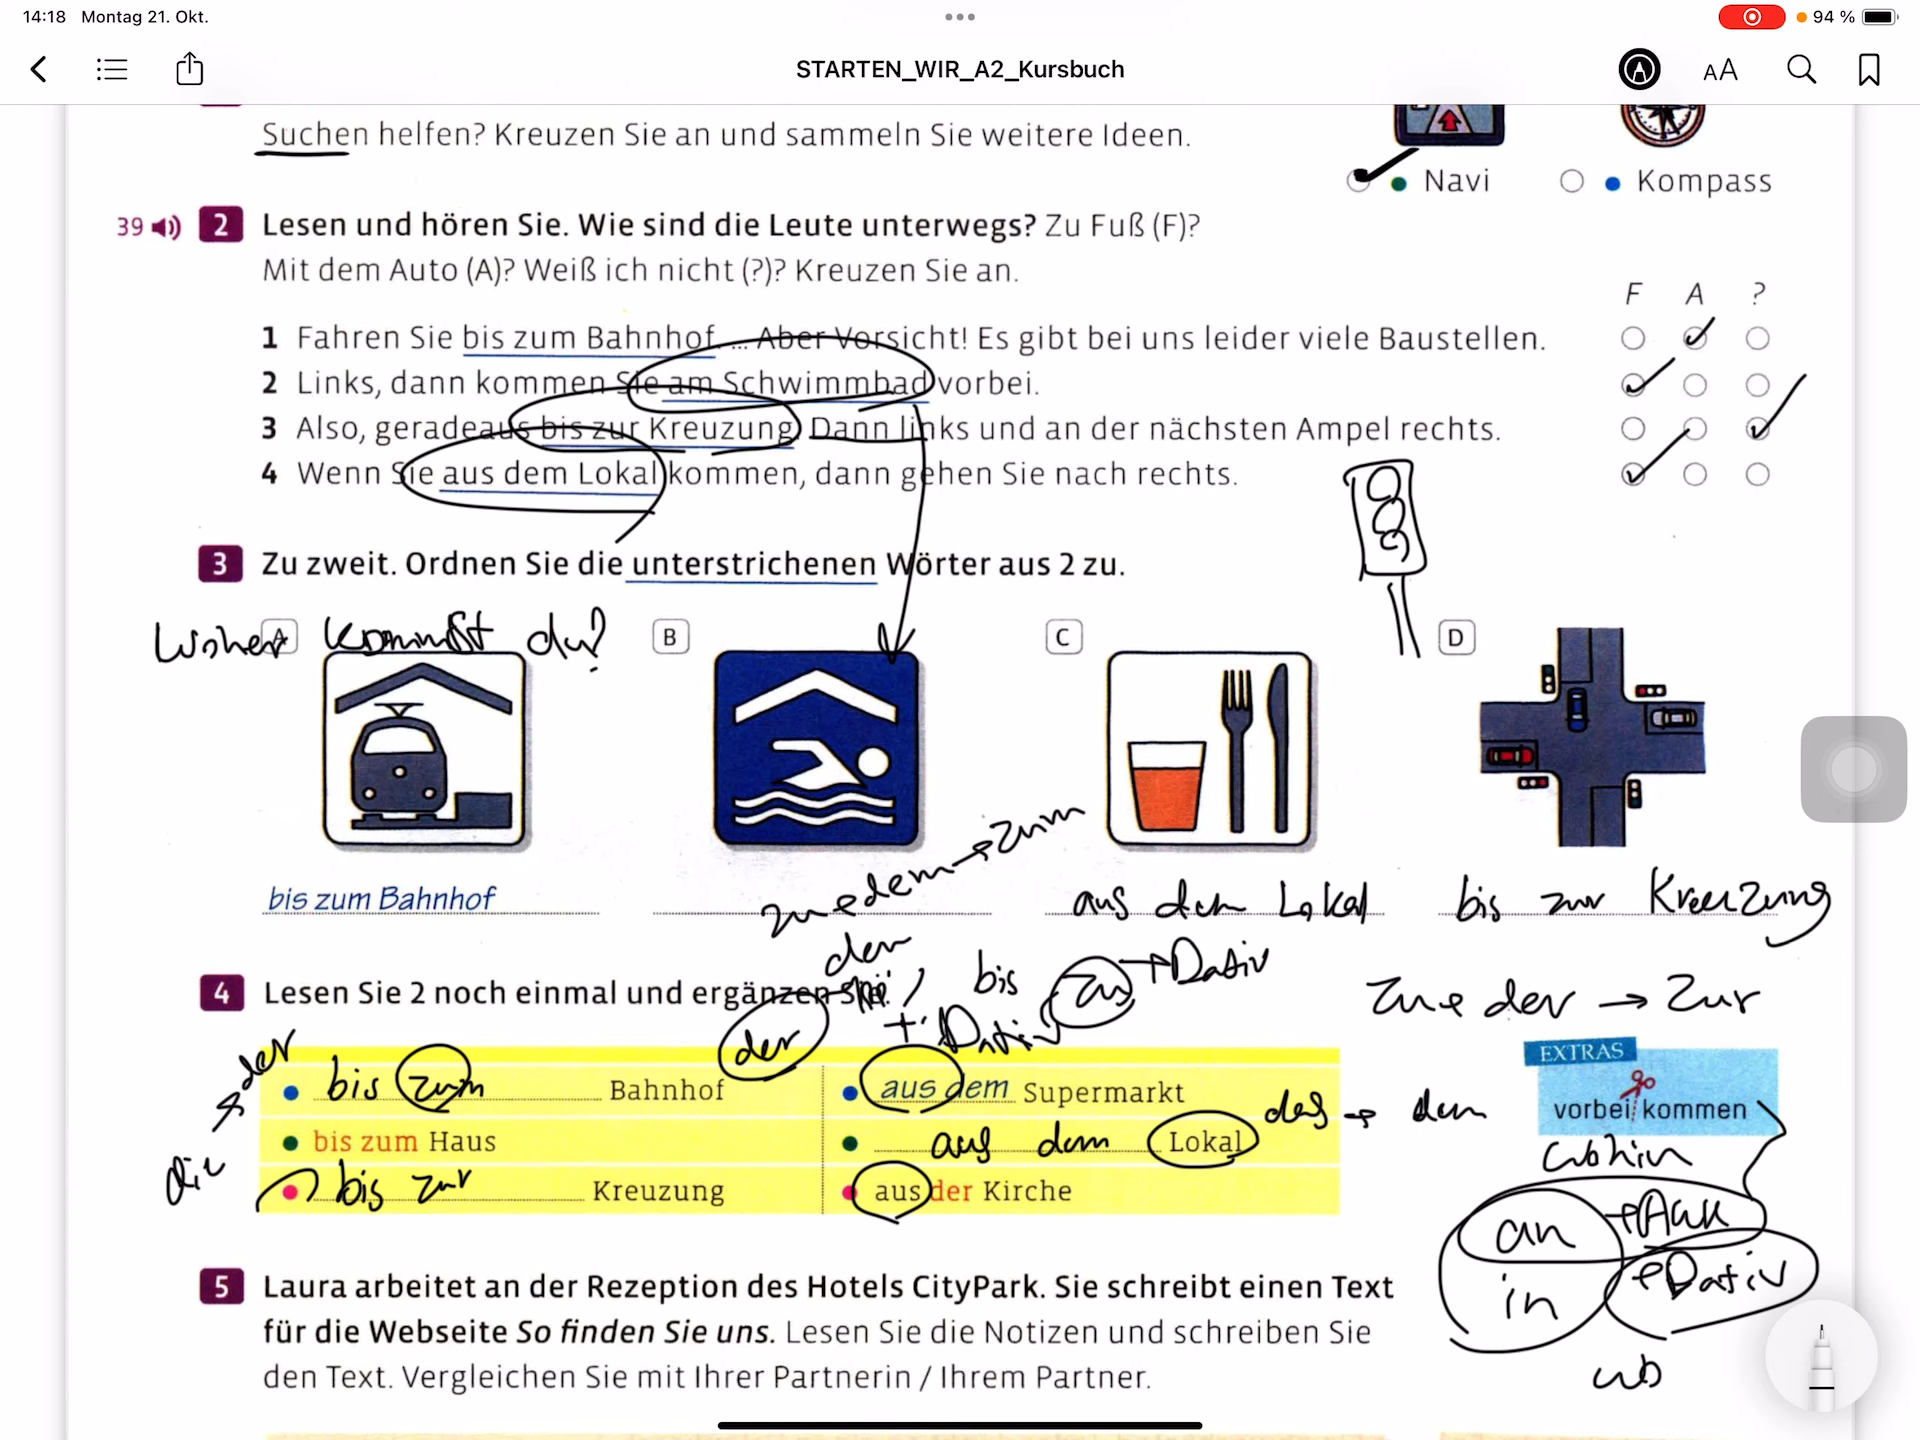 14:18 Montag 21. Okt.
94 %
STARTEN_WIR_A2_Kursbuch
AA
Suchen helfen? Kreuzen Sie an und sammeln Sie weitere Ideen.
Navi
Kompass
39 2 Lesen und hören Sie. Wie sind die Leute unterwegs? Zu Fuß (F)?
Mit dem Auto (A)? Weiß ich nicht (?)? Kreuzen Sie an.
F A ?
1 Fahren Sie bis zum Bahnhof ... Aber Vorsicht! Es gibt bei uns leider viele Baustellen.
2 Links, dann kommen Sie am Schwimmbad vorbei.
3 Also, geradeaus bis zur Kreuzung. Dann links und an der nächsten Ampel rechts.
4 Wenn Sie aus dem Lokal kommen, dann gehen Sie nach rechts.
3 Zu zweit. Ordnen Sie die unterstrichenen Wörter aus 2 zu.
Woher kommst du?
A B C D
bis zum Bahnhof
zu dem → zum
aus dem Lokal
bis zur Kreuzung
der
bis zu + Dativ
4 Lesen Sie 2 noch einmal und ergänzen Sie.
+ Dativ
zu der → zur
der
der
bis zum Bahnhof
aus dem Supermarkt
das → dem
bis zum Haus
aus dem Lokal
die
bis zur Kreuzung
aus der Kirche
EXTRAS
vorbei kommen
wohin
an + Akk
in + Dativ
wo
5 Laura arbeitet an der Rezeption des Hotels CityPark. Sie schreibt einen Text
für die Webseite So finden Sie uns. Lesen Sie die Notizen und schreiben Sie
den Text. Vergleichen Sie mit Ihrer Partnerin / Ihrem Partner.